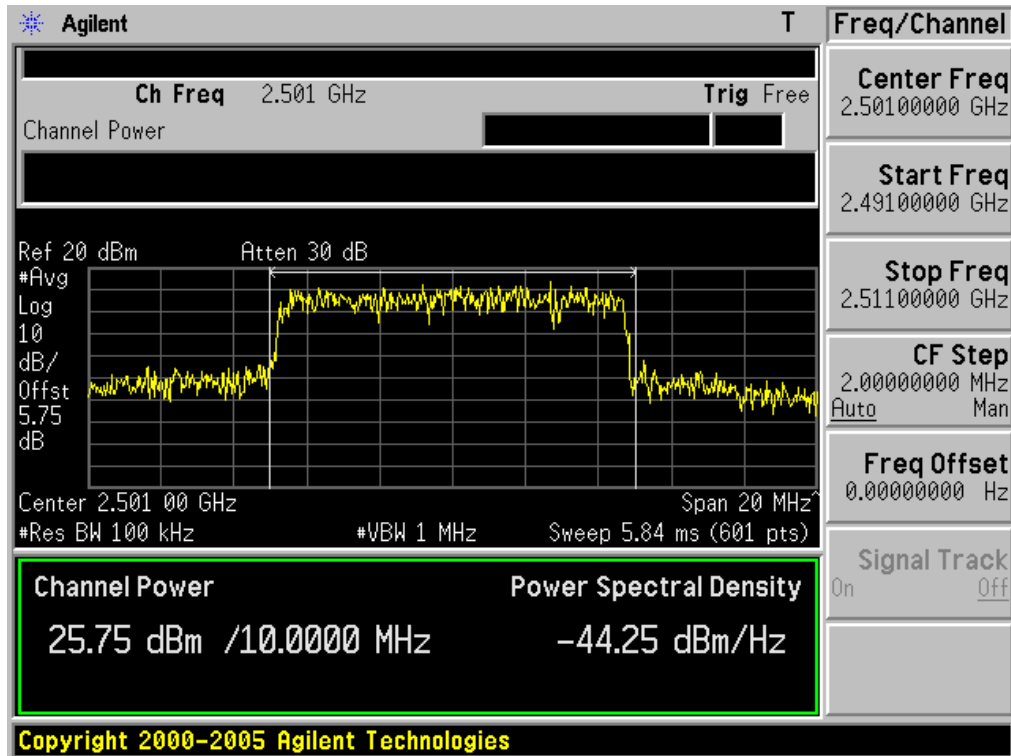 Agilent T Freq/Channel
Ch Freq 2.501 GHz Trig Free
Channel Power
Center Freq
2.50100000 GHz
Start Freq
2.49100000 GHz
Stop Freq
2.51100000 GHz
CF Step
2.00000000 MHz
Auto Man
Freq Offset
0.00000000 Hz
Signal Track
On Off
Ref 20 dBm Atten 30 dB
#Avg
Log
10
dB/
Offst
5.75
dB
Center 2.501 00 GHz Span 20 MHz^
#Res BW 100 kHz #VBW 1 MHz Sweep 5.84 ms (601 pts)
Channel Power Power Spectral Density
25.75 dBm /10.0000 MHz -44.25 dBm/Hz
Copyright 2000-2005 Agilent Technologies